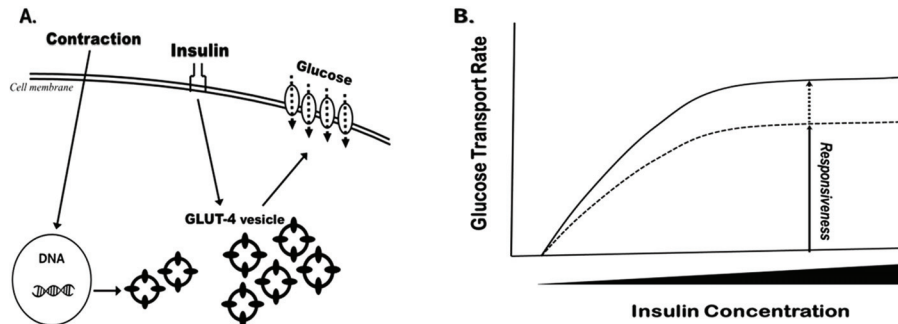 A.
Contraction
Insulin
Glucose
Cell membrane
GLUT-4 vesicle
DNA
B.
Glucose Transport Rate
Responsiveness
Insulin Concentration